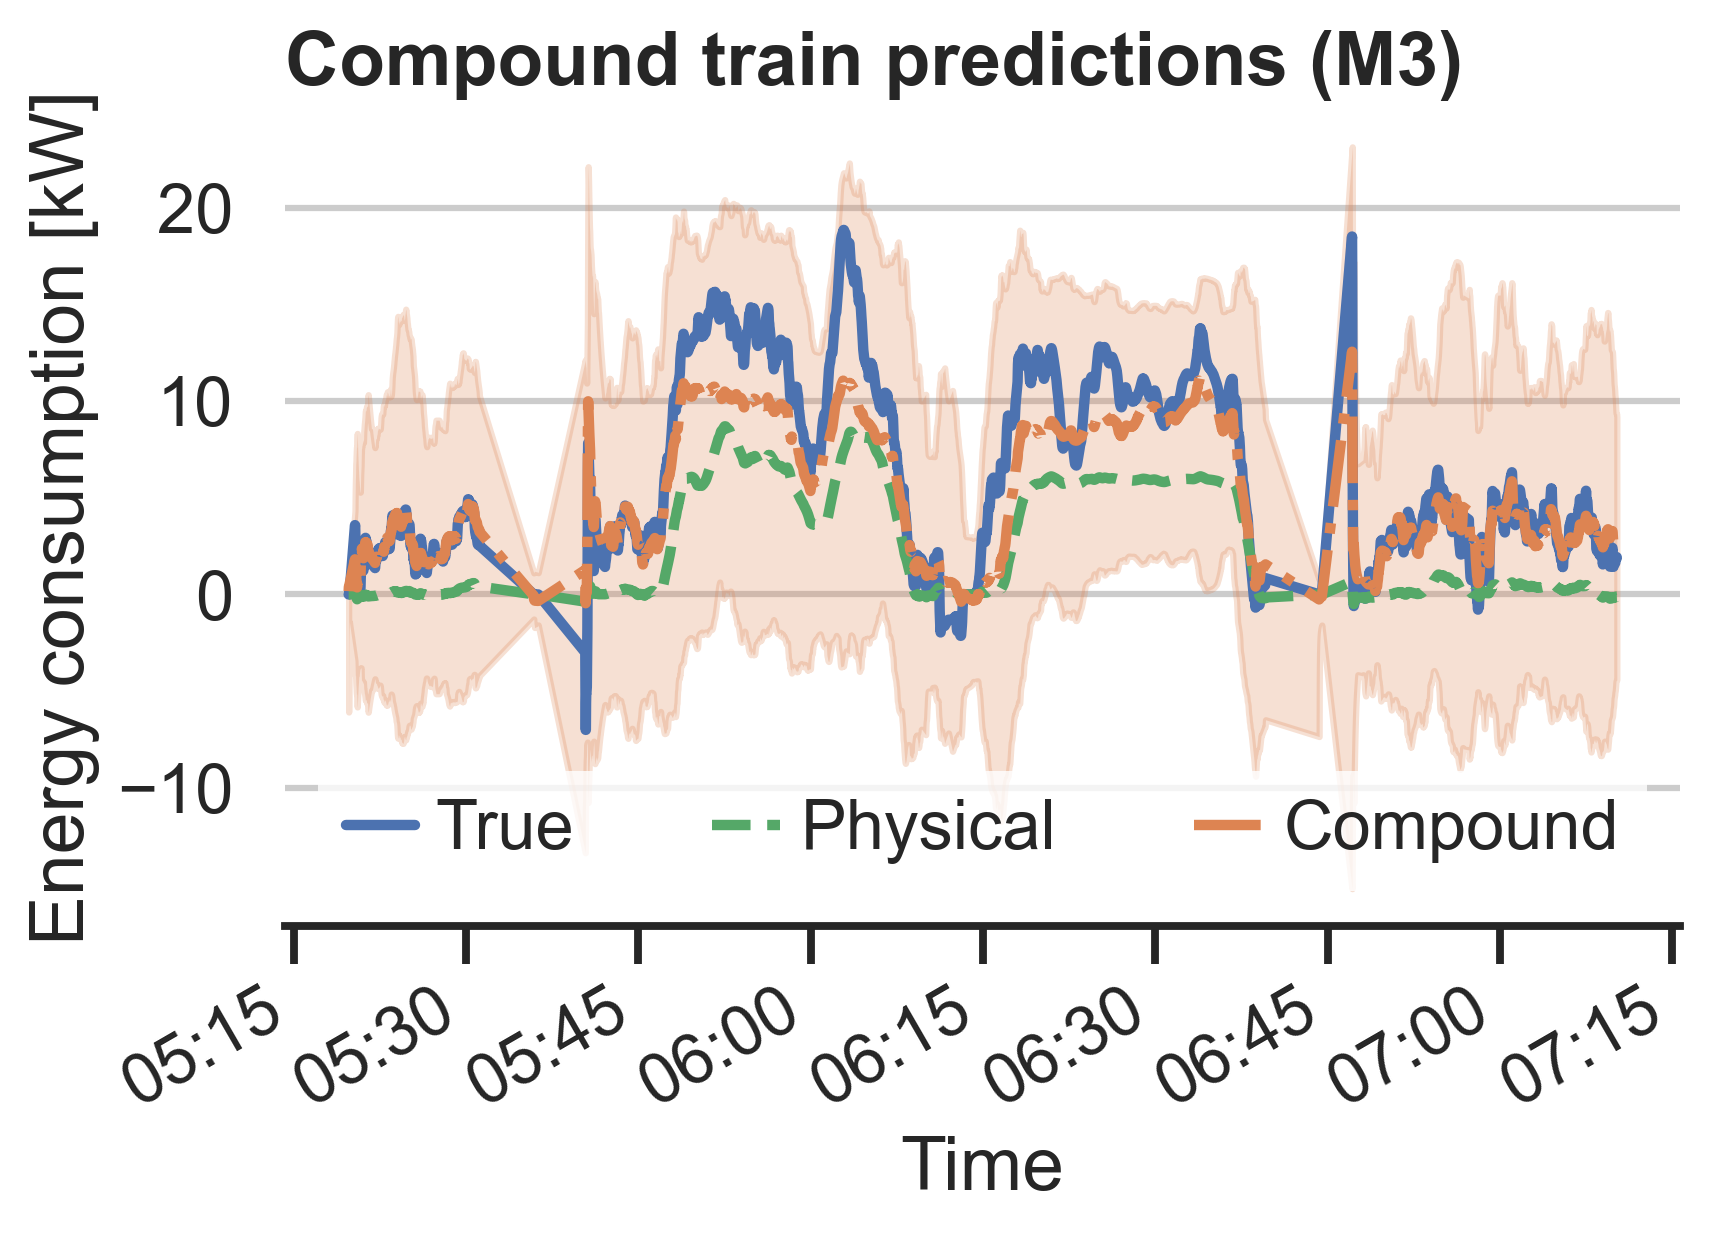 Compound train predictions (M3)
Energy consumption [kW]
20
10
0
−10
True
Physical
Compound
05:15
05:30
05:45
06:00
06:15
06:30
06:45
07:00
07:15
Time